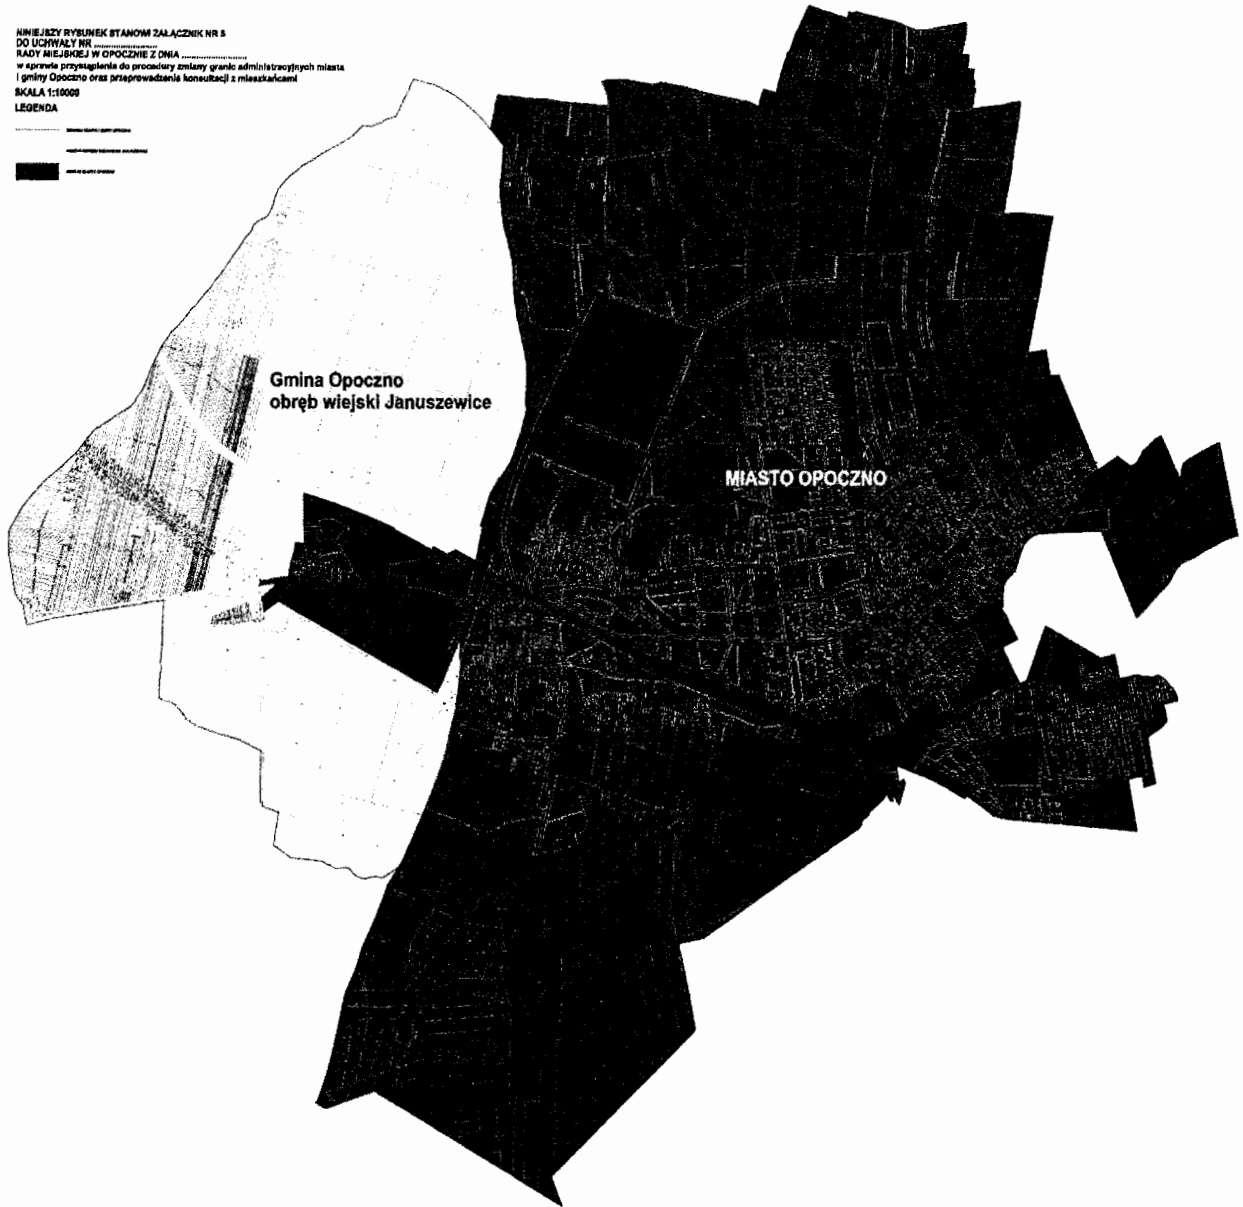 NINIEJSZY RYSUNEK STANOWI ZAŁĄCZNIK NR 5
DO UCHWAŁY NR ....................
RADY MIEJSKIEJ W OPOCZNIE Z DNIA ....................
w sprawie przystąpienia do procedury zmiany granic administracyjnych miasta
i gminy Opoczno oraz przeprowadzenia konsultacji z mieszkańcami
SKALA 1:10000
LEGENDA
Gmina Opoczno
obręb wiejski Januszewice
MIASTO OPOCZNO